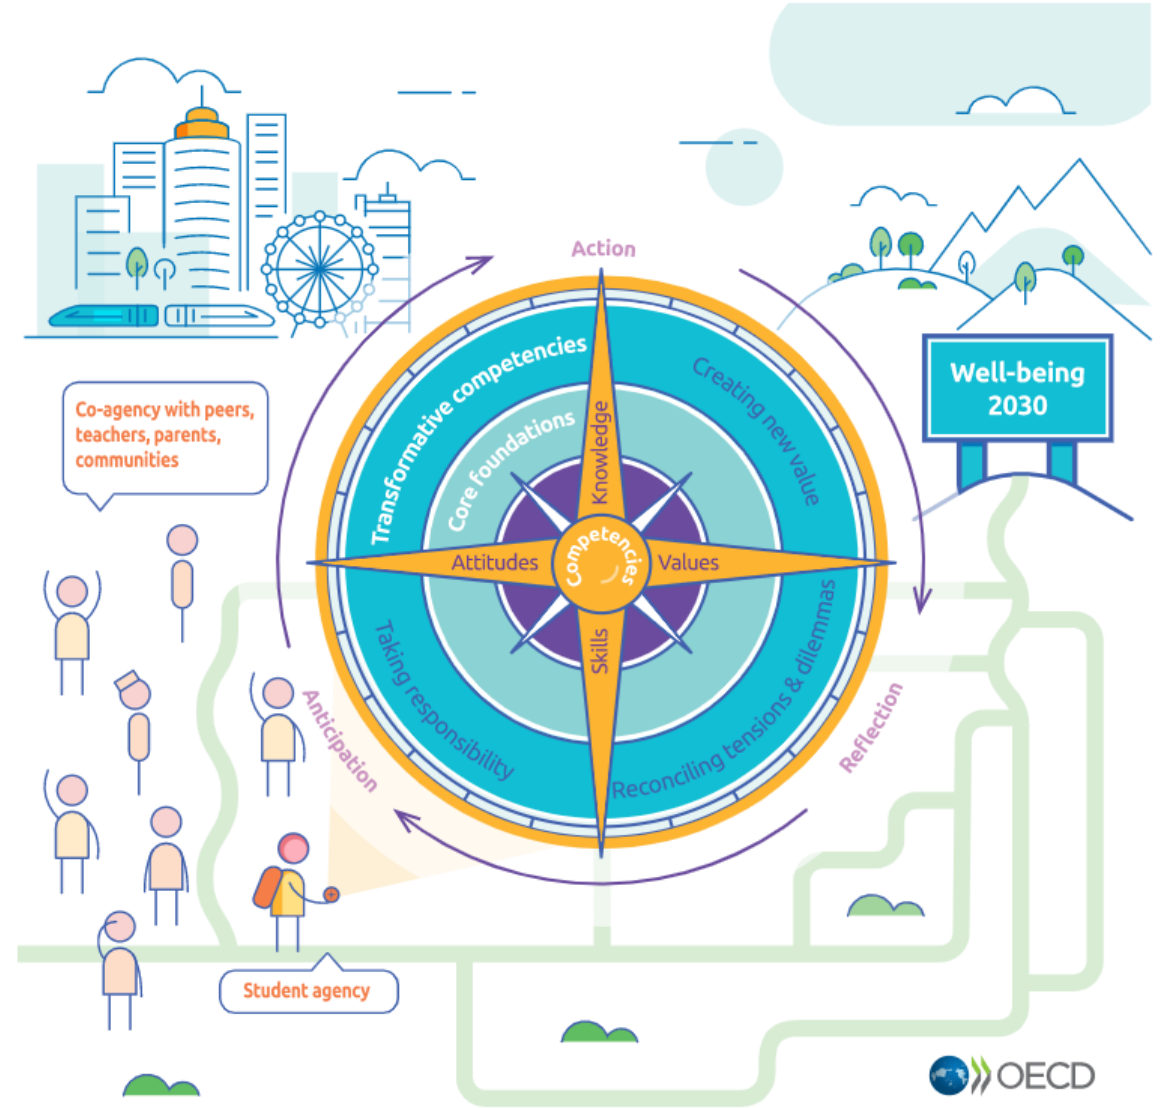 Action
Transformative competencies
Creating new value
Core foundations
Knowledge
Attitudes
Competencies
Values
Skills
Taking responsibility
Reconciling tensions & dilemmas
Anticipation
Reflection
Well-being
2030
Co-agency with peers,
teachers, parents,
communities
Student agency
OECD